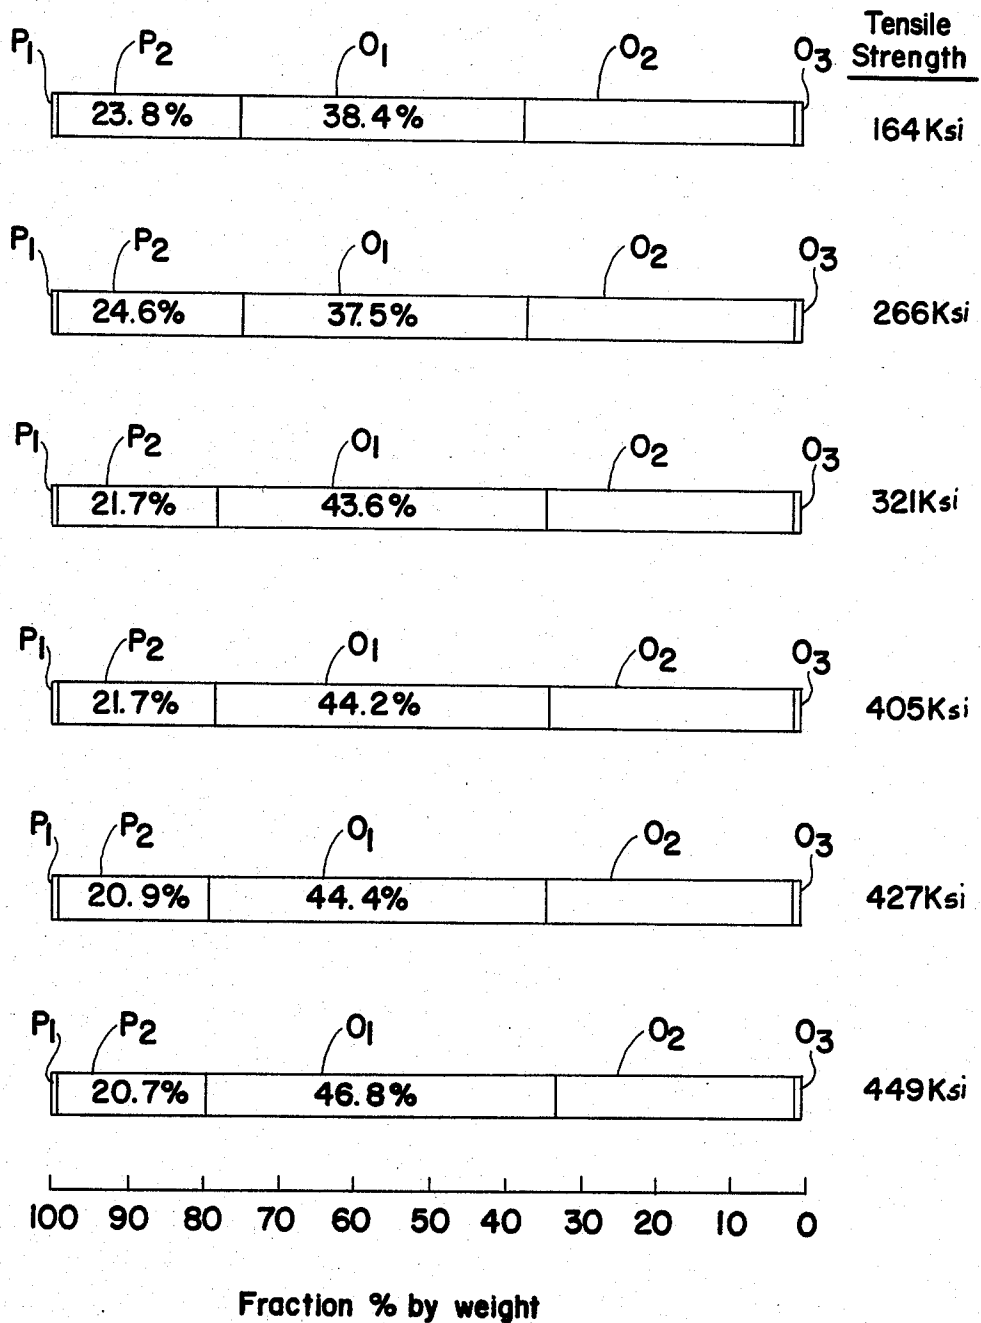 Tensile
Strength
P1 P2 O1 O2 O3
23.8% 38.4% 164Ksi
P1 P2 O1 O2 O3
24.6% 37.5% 266Ksi
P1 P2 O1 O2 O3
21.7% 43.6% 321Ksi
P1 P2 O1 O2 O3
21.7% 44.2% 405Ksi
P1 P2 O1 O2 O3
20.9% 44.4% 427Ksi
P1 P2 O1 O2 O3
20.7% 46.8% 449Ksi
100 90 80 70 60 50 40 30 20 10 0
Fraction % by weight